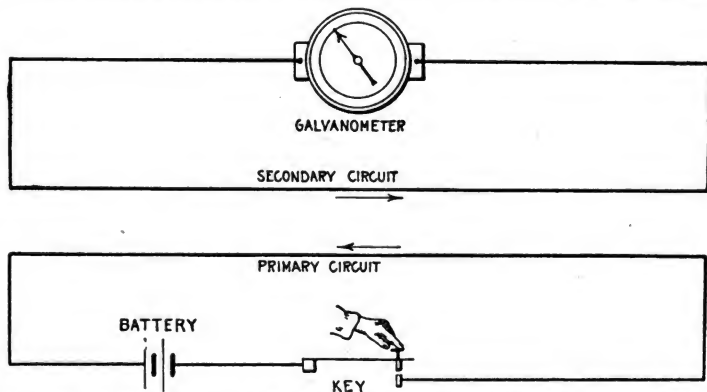 GALVANOMETER
SECONDARY CIRCUIT
PRIMARY CIRCUIT
BATTERY
KEY